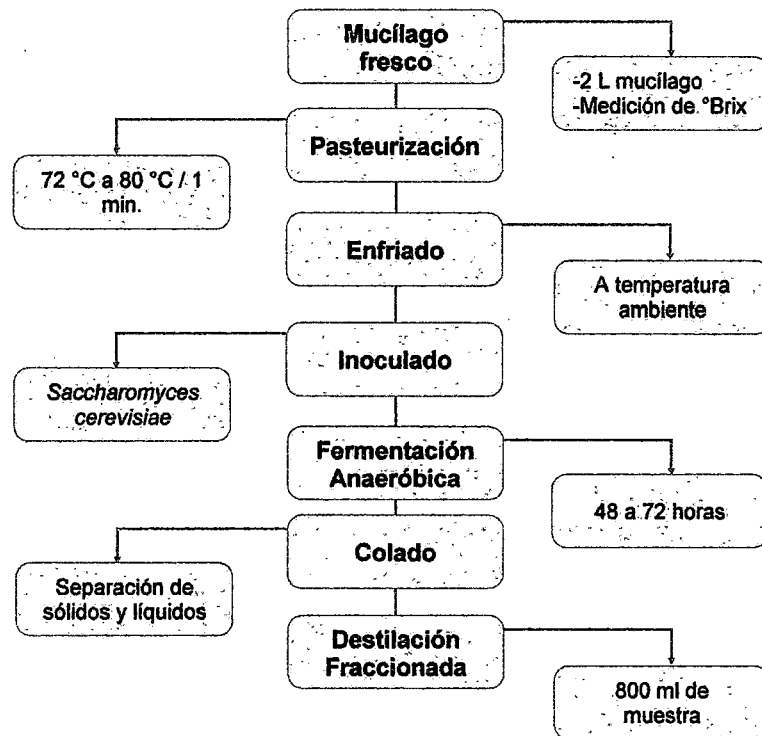 Mucílago
fresco
-2 L mucílago
-Medición de °Brix
Pasteurización
72 °C a 80 °C / 1
min.
Enfriado
A temperatura
ambiente
Inoculado
Saccharomyces
cerevisiae
Fermentación
Anaeróbica
48 a 72 horas
Colado
Separación de
sólidos y líquidos
Destilación
Fraccionada
800 ml de
muestra